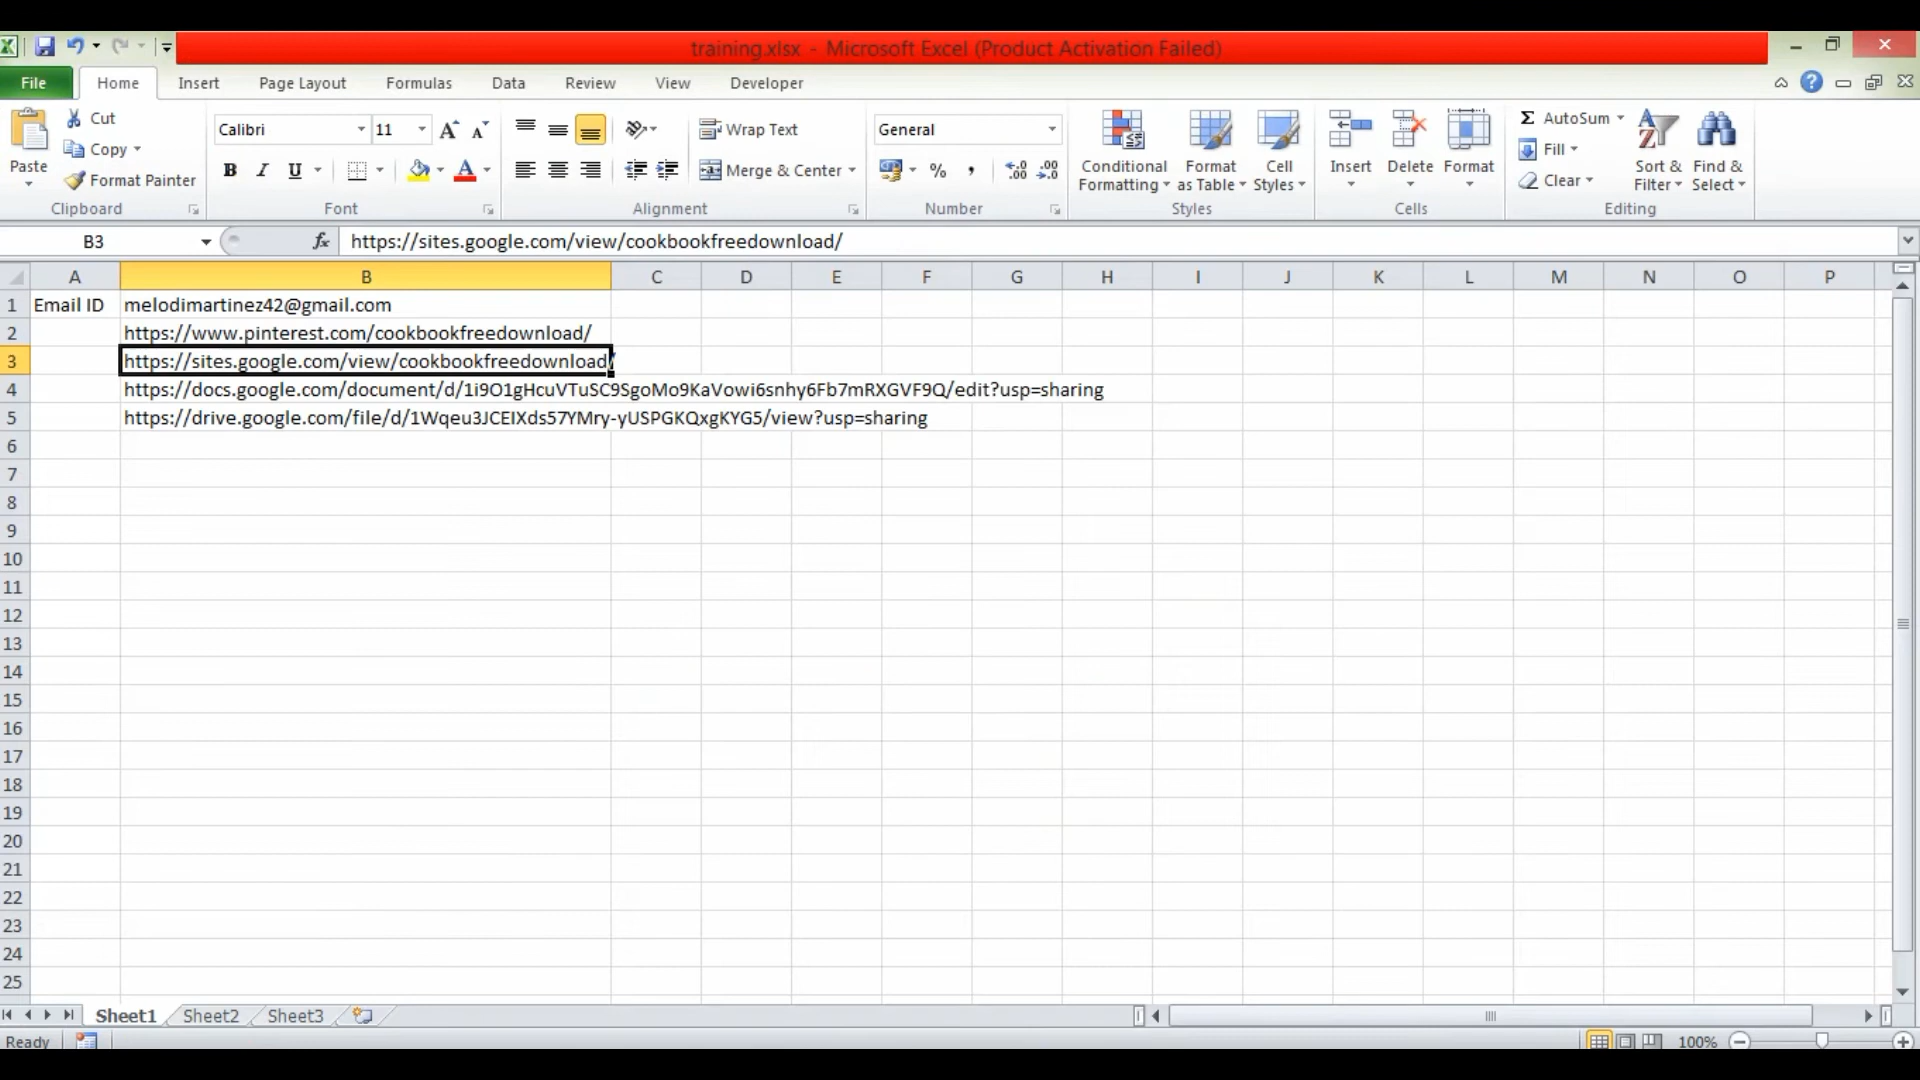 training.xlsx - Microsoft Excel (Product Activation Failed)
File Home Insert Page Layout Formulas Data Review View Developer
Paste
Cut
Copy
Format Painter
Clipboard
Calibri 11
B I U
Font
Wrap Text
Merge & Center
Alignment
General
% ,
Number
Conditional Formatting
Format as Table
Cell Styles
Styles
Insert Delete Format
Cells
Σ AutoSum
Fill
Clear
Sort & Filter
Find & Select
Editing
B3 fx https://sites.google.com/view/cookbookfreedownload/
A B C D E F G H I J K L M N O P
1 Email ID melodimartinez42@gmail.com
2 https://www.pinterest.com/cookbookfreedownload/
3 https://sites.google.com/view/cookbookfreedownload/
4 https://docs.google.com/document/d/1i9O1gHcuVTuSC9SgoMo9KaVowi6snhy6Fb7mRXGVF9Q/edit?usp=sharing
5 https://drive.google.com/file/d/1Wqeu3JCEIXds57YMry-yUSPGKQxgKYG5/view?usp=sharing
6
7
8
9
10
11
12
13
14
15
16
17
18
19
20
21
22
23
24
25
Sheet1 Sheet2 Sheet3
Ready 100%